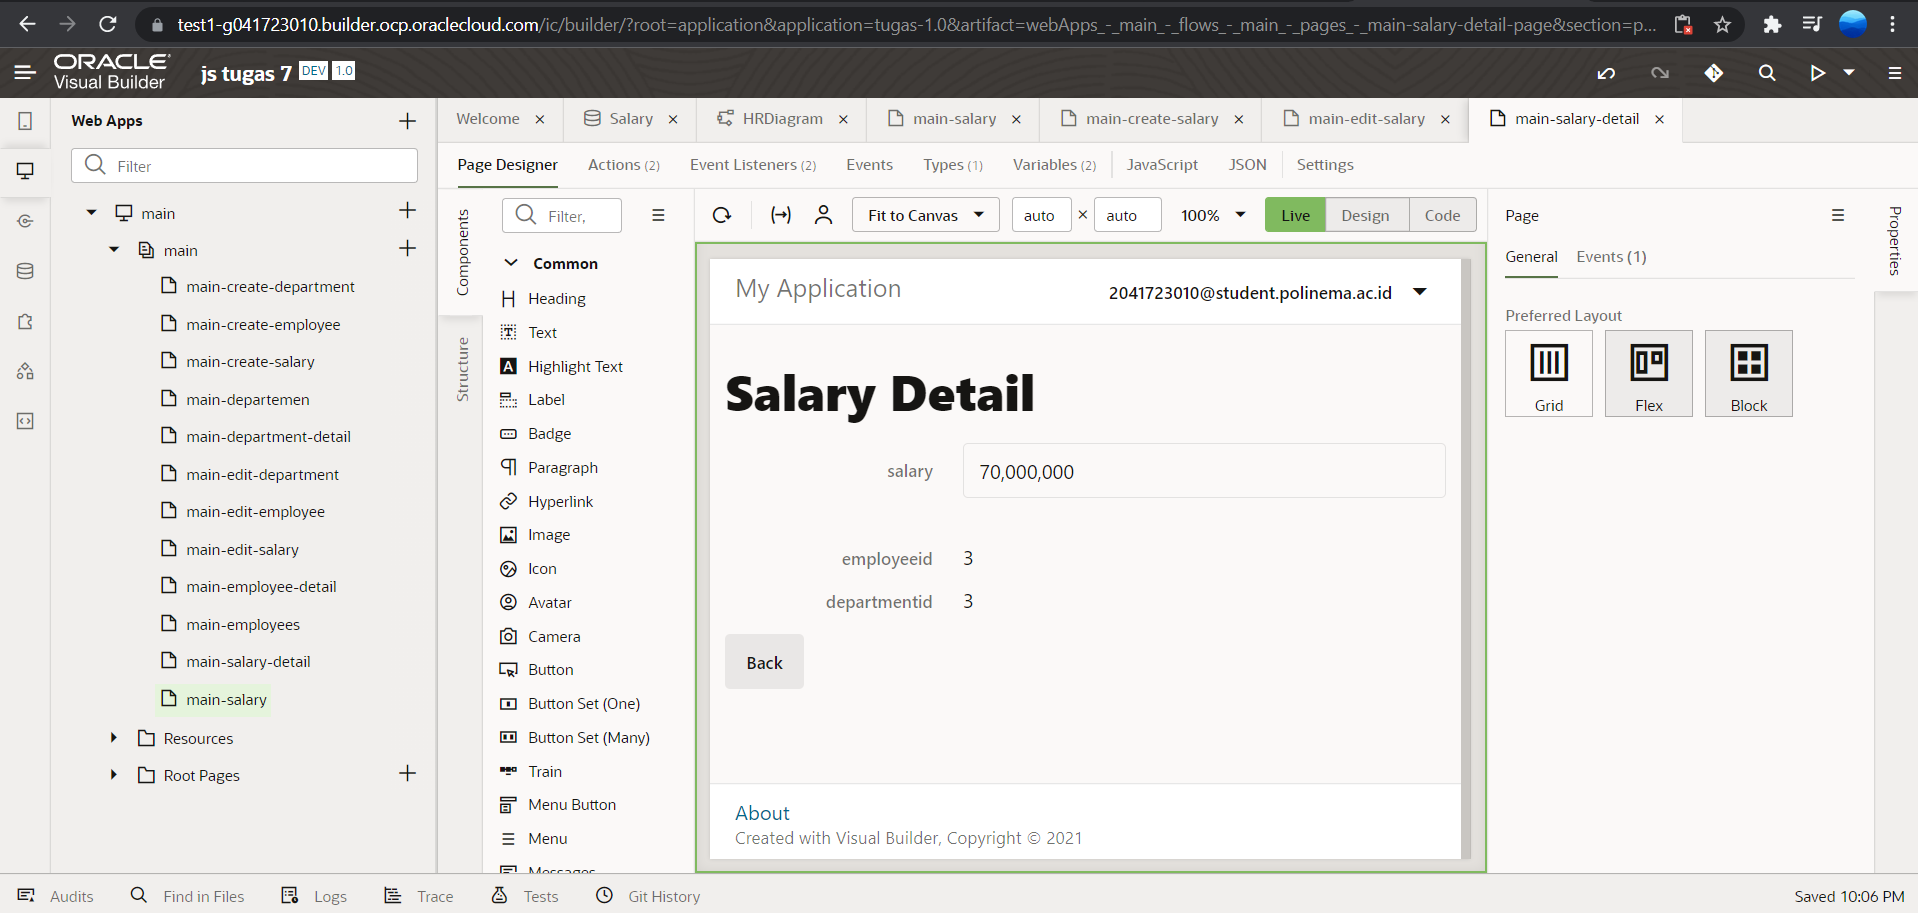 test1-g041723010.builder.ocp.oraclecloud.com/ic/builder/?root=application&application=tugas-1.0&artifact=webApps_-_main_-_flows_-_main_-_pages_-_main-salary-detail-page&section=p...
ORACLE
Visual Builder
js tugas 7 DEV 1.0
Web Apps
Filter
main
main
main-create-department
main-create-employee
main-create-salary
main-departemen
main-department-detail
main-edit-department
main-edit-employee
main-edit-salary
main-employee-detail
main-employees
main-salary-detail
main-salary
Resources
Root Pages
Welcome
Salary
HRDiagram
main-salary
main-create-salary
main-edit-salary
main-salary-detail
Page Designer
Actions (2)
Event Listeners (2)
Events
Types (1)
Variables (2)
JavaScript
JSON
Settings
Components
Structure
Filter,
Common
Heading
Text
Highlight Text
Label
Badge
Paragraph
Hyperlink
Image
Icon
Avatar
Camera
Button
Button Set (One)
Button Set (Many)
Train
Menu Button
Menu
Messages
Fit to Canvas
auto × auto
100%
Live
Design
Code
My Application
2041723010@student.polinema.ac.id
Salary Detail
salary 70,000,000
employeeid 3
departmentid 3
Back
About
Created with Visual Builder, Copyright © 2021
Page
General
Events (1)
Preferred Layout
Grid
Flex
Block
Properties
Audits
Find in Files
Logs
Trace
Tests
Git History
Saved 10:06 PM